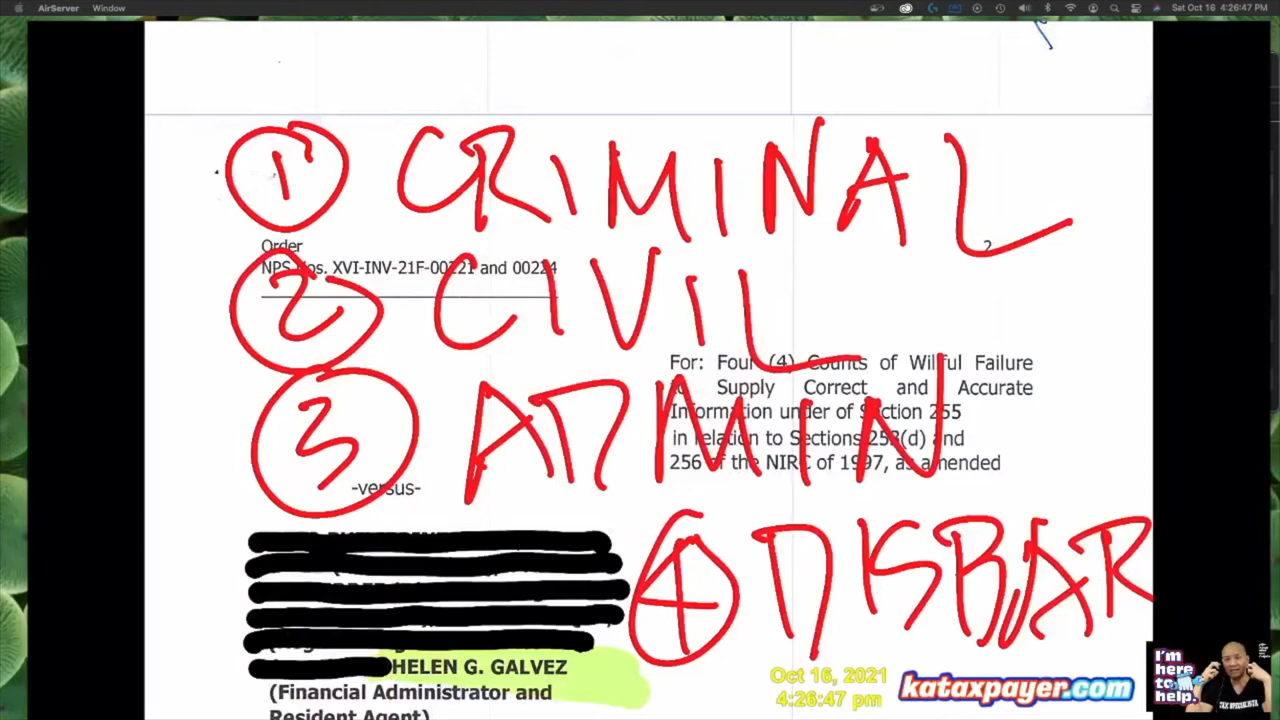 AirServer Window Sat Oct 16 4:26:47 PM
1 CRIMINAL
Order 2
NPS Nos. XVI-INV-21F-00221 and 00224
2 CIVIL
For: Four (4) Counts of Willful Failure
to Supply Correct and Accurate
Information under of Section 255
in relation to Sections 253(d) and
256 of the NIRC of 1997, as amended
3 ADMIN
-versus-
4 DISBAR
HELEN G. GALVEZ
(Financial Administrator and
Resident Agent)
Oct 16, 2021
4:26:47 pm
kataxpayer.com
I'm
here
to
help.
TAX SPECIALISTA